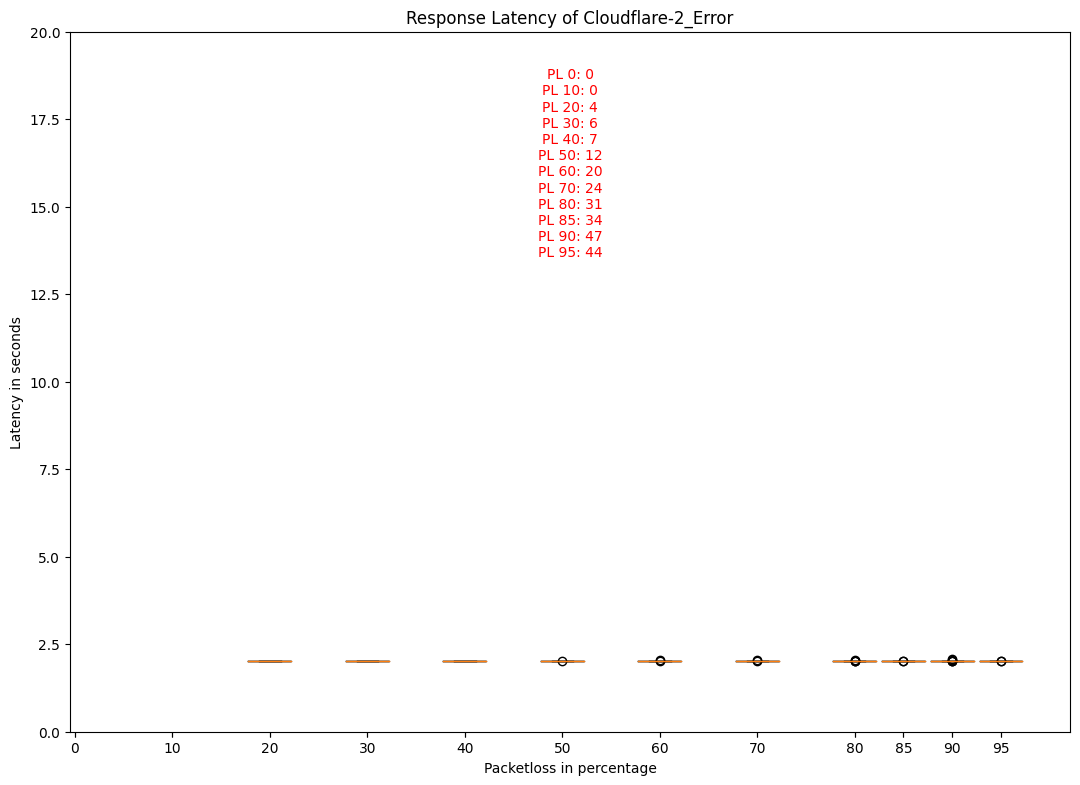 Response Latency of Cloudflare-2_Error
20.0
17.5
15.0
12.5
10.0
7.5
5.0
2.5
0.0
Latency in seconds
PL 0: 0
PL 10: 0
PL 20: 4
PL 30: 6
PL 40: 7
PL 50: 12
PL 60: 20
PL 70: 24
PL 80: 31
PL 85: 34
PL 90: 47
PL 95: 44
0 10 20 30 40 50 60 70 80 85 90 95
Packetloss in percentage